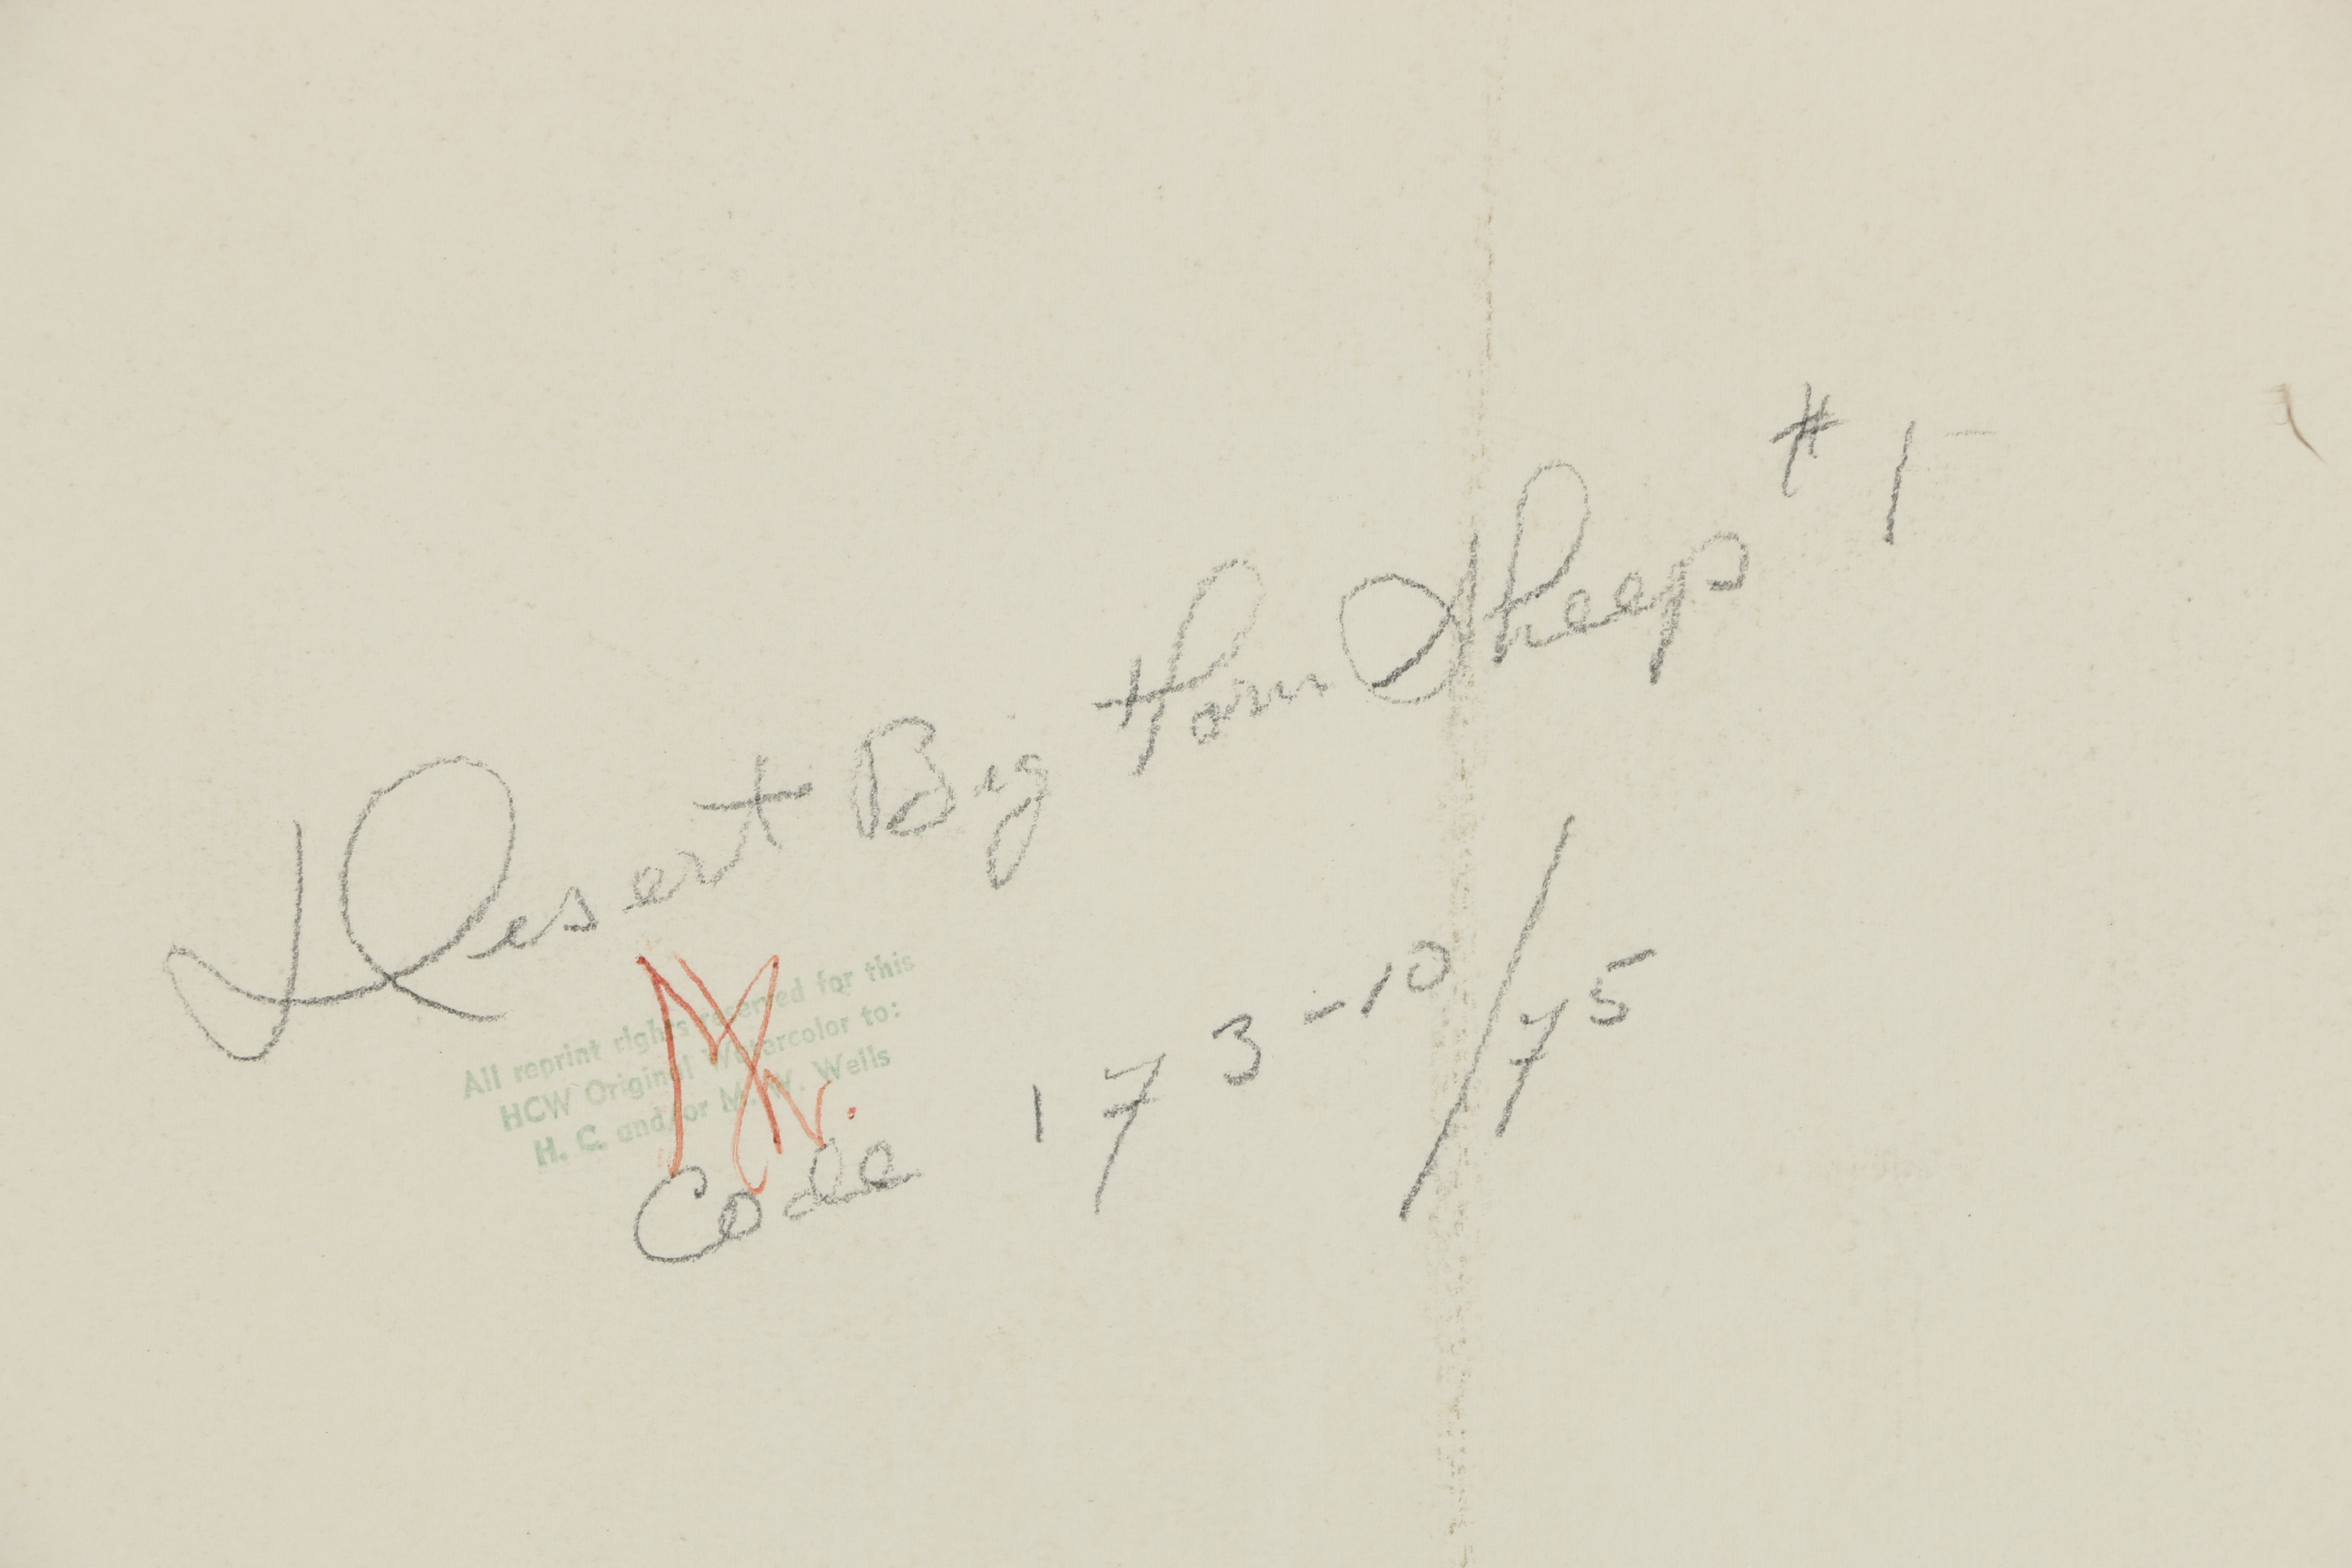 Desert Big Horn Sheep #1
All reprint rights reserved for this
HCW Original Watercolor to:
H. C. and/or M. W. Wells
Code 173-10/75